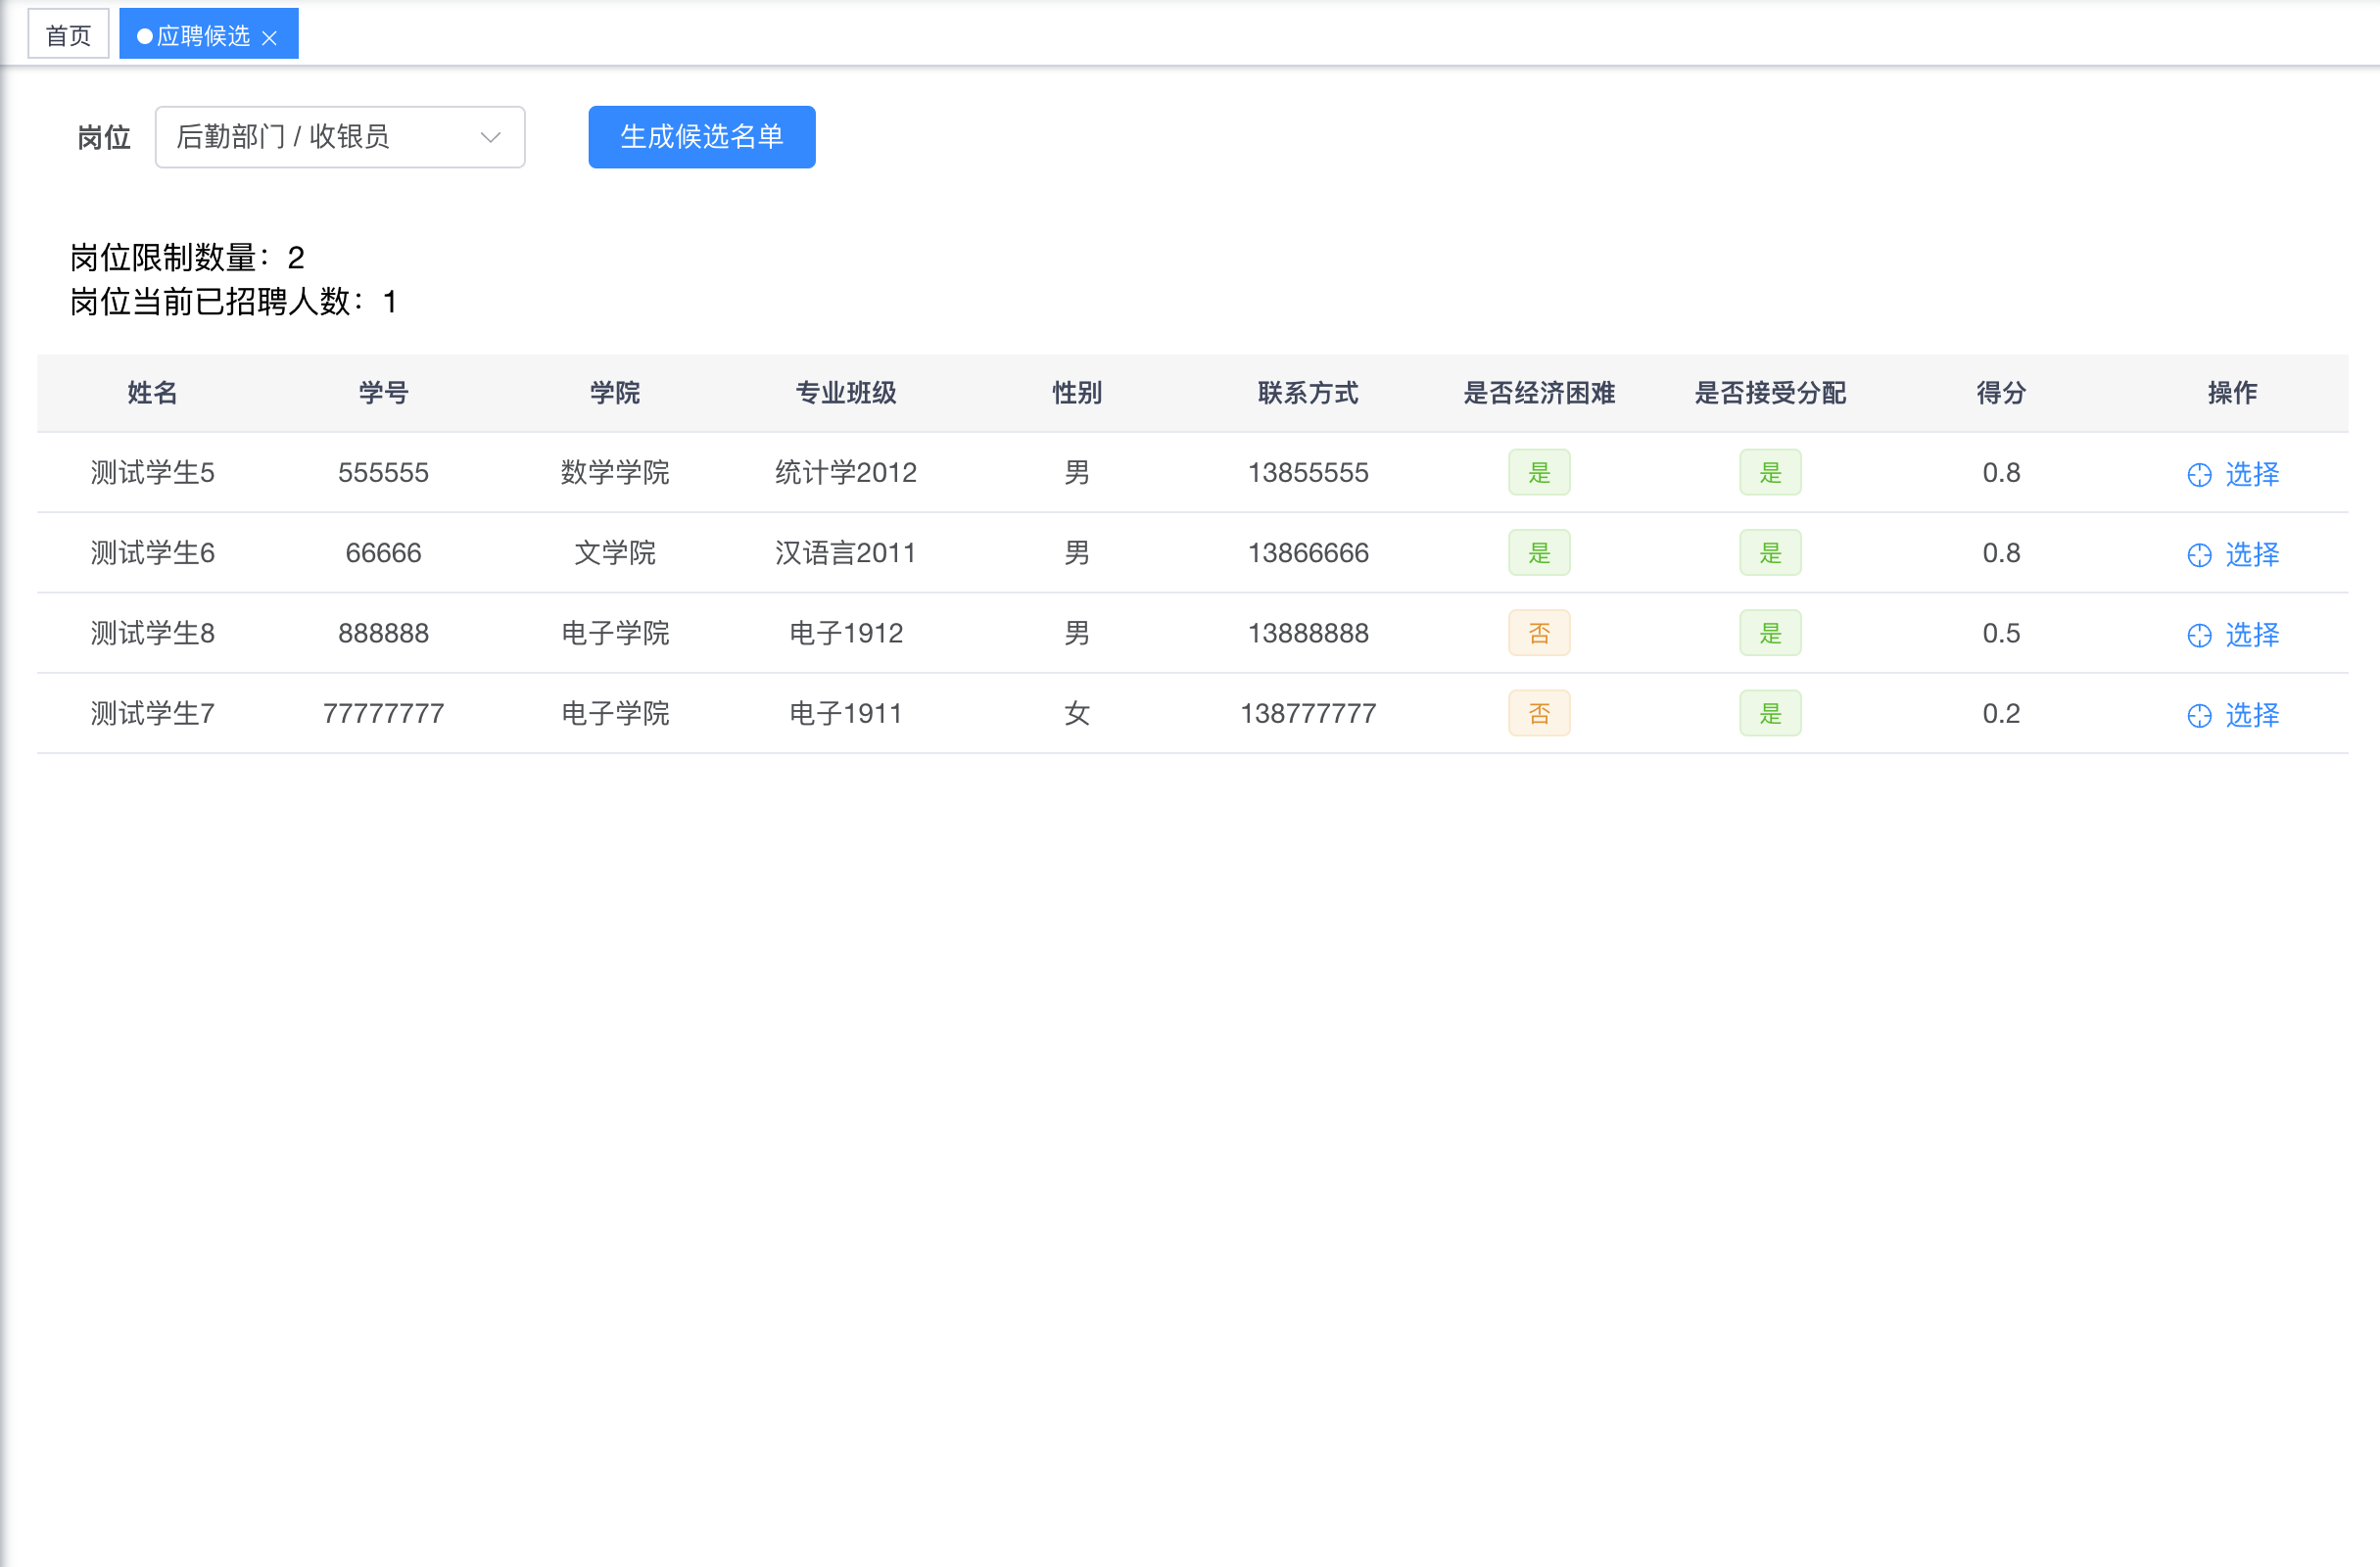 首页 应聘候选
岗位 后勤部门 / 收银员 生成候选名单
岗位限制数量：2
岗位当前已招聘人数：1
姓名 学号 学院 专业班级 性别 联系方式 是否经济困难 是否接受分配 得分 操作
测试学生5 555555 数学学院 统计学2012 男 13855555 是 是 0.8 选择
测试学生6 66666 文学院 汉语言2011 男 13866666 是 是 0.8 选择
测试学生8 888888 电子学院 电子1912 男 13888888 否 是 0.5 选择
测试学生7 77777777 电子学院 电子1911 女 138777777 否 是 0.2 选择